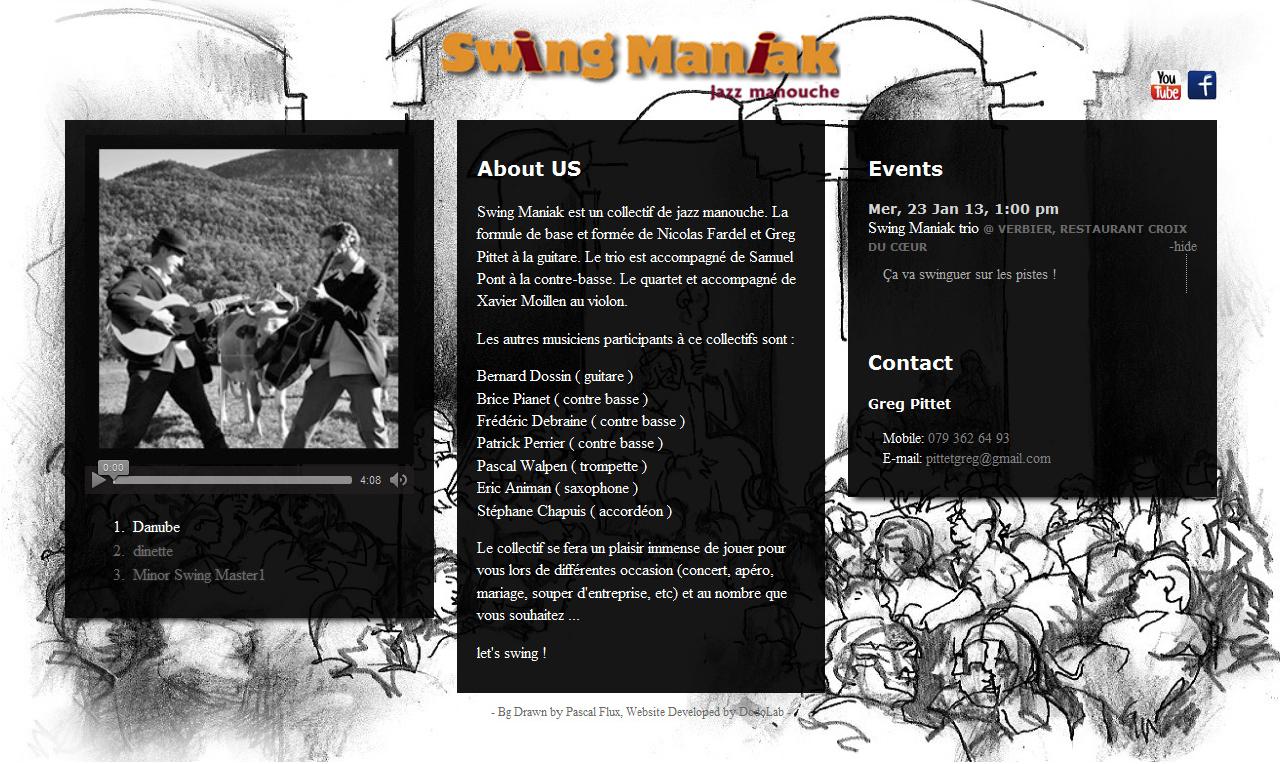 Swing Maniak
jazz manouche
You
Tube
f
0:00
4:08
1. Danube
2. dinette
3. Minor Swing Master1
About US
Swing Maniak est un collectif de jazz manouche. La
formule de base et formée de Nicolas Fardel et Greg
Pittet à la guitare. Le trio est accompagné de Samuel
Pont à la contre-basse. Le quartet et accompagné de
Xavier Moillen au violon.
Les autres musiciens participants à ce collectifs sont :
Bernard Dossin ( guitare )
Brice Pianet ( contre basse )
Frédéric Debraine ( contre basse )
Patrick Perrier ( contre basse )
Pascal Walpen ( trompette )
Eric Animan ( saxophone )
Stéphane Chapuis ( accordéon )
Le collectif se fera un plaisir immense de jouer pour
vous lors de différentes occasion (concert, apéro,
mariage, souper d'entreprise, etc) et au nombre que
vous souhaitez ...
let's swing !
Events
Mer, 23 Jan 13, 1:00 pm
Swing Maniak trio @ VERBIER, RESTAURANT CROIX
DU CŒUR -hide
Ça va swinguer sur les pistes !
Contact
Greg Pittet
Mobile: 079 362 64 93
E-mail: pittetgreg@gmail.com
- Bg Drawn by Pascal Flux, Website Developed by DodoLab -